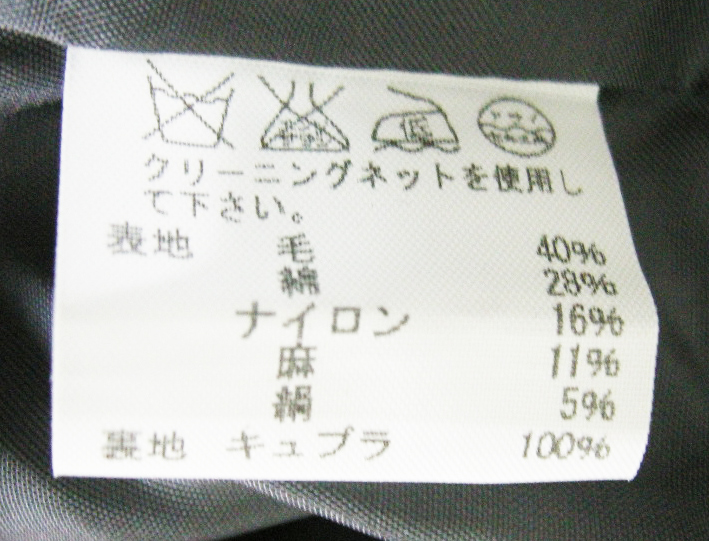 低
クリーニングネットを使用し
て下さい。
表地 毛 40%
綿 28%
ナイロン 16%
麻 11%
絹 5%
裏地 キュプラ 100%